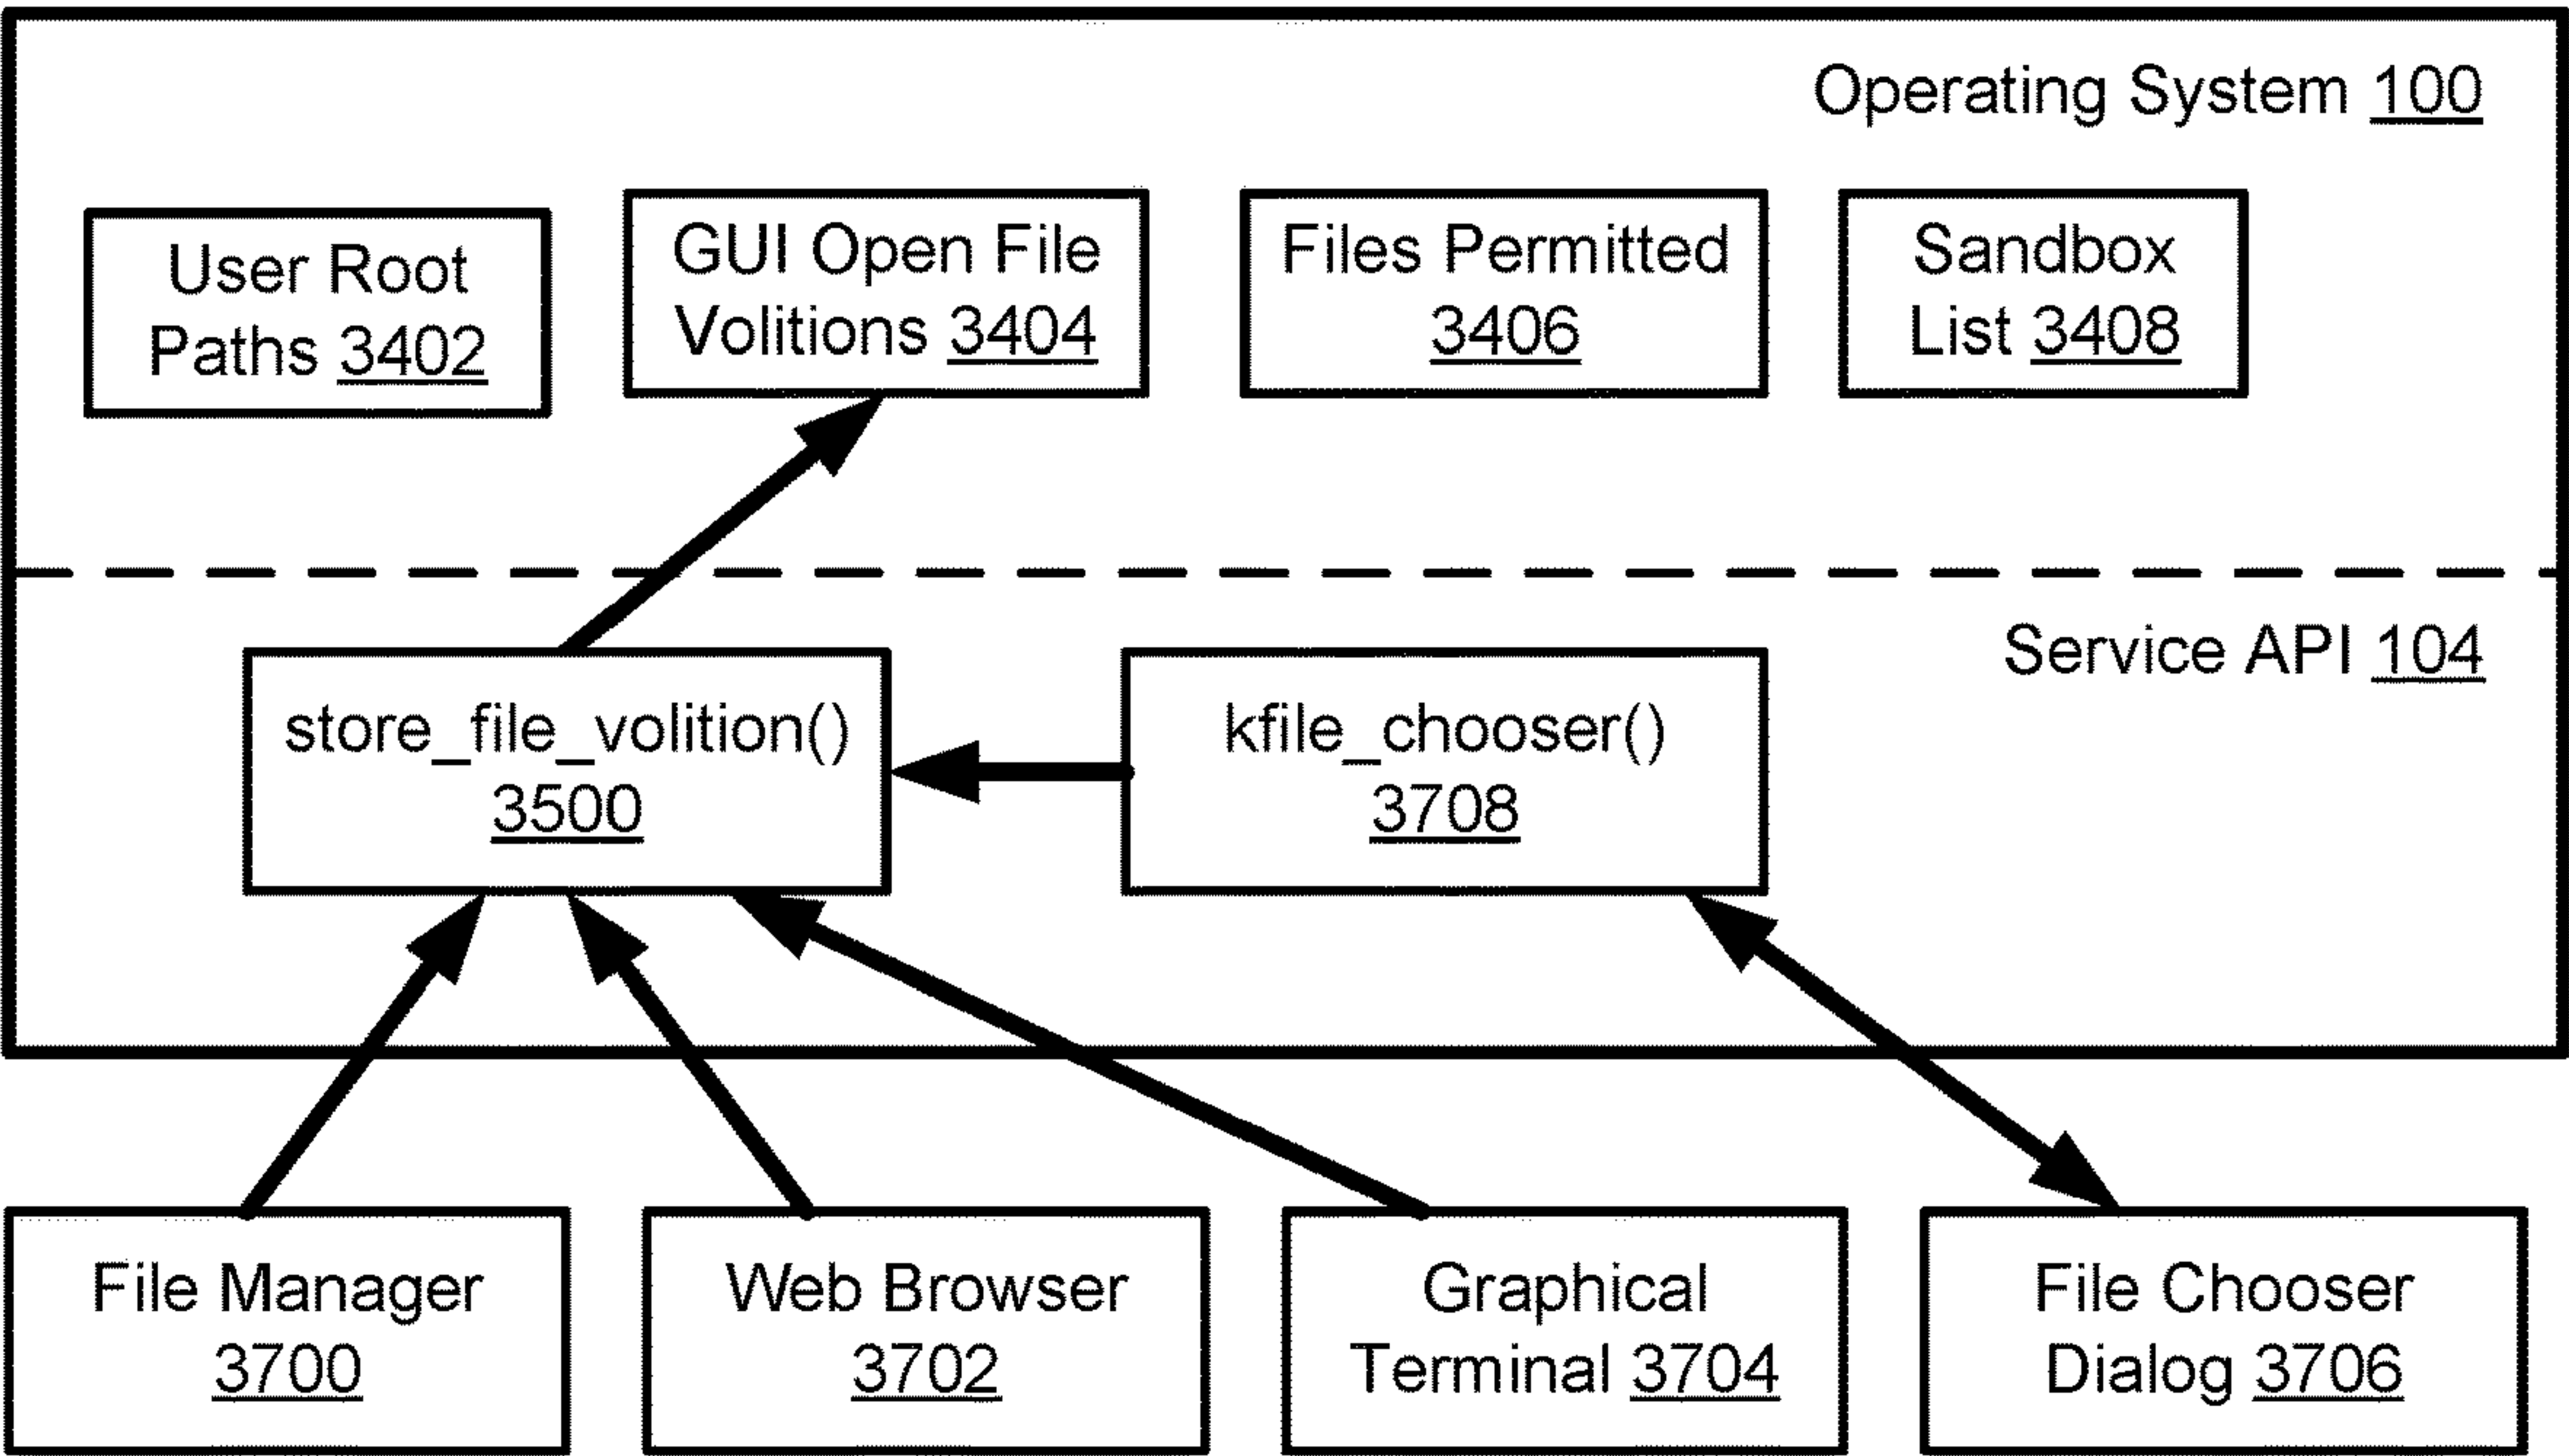 Operating System 100
User Root
Paths 3402
GUI Open File
Volitions 3404
Files Permitted
3406
Sandbox
List 3408
Service API 104
store_file_volition()
3500
kfile_chooser()
3708
File Manager
3700
Web Browser
3702
Graphical
Terminal 3704
File Chooser
Dialog 3706